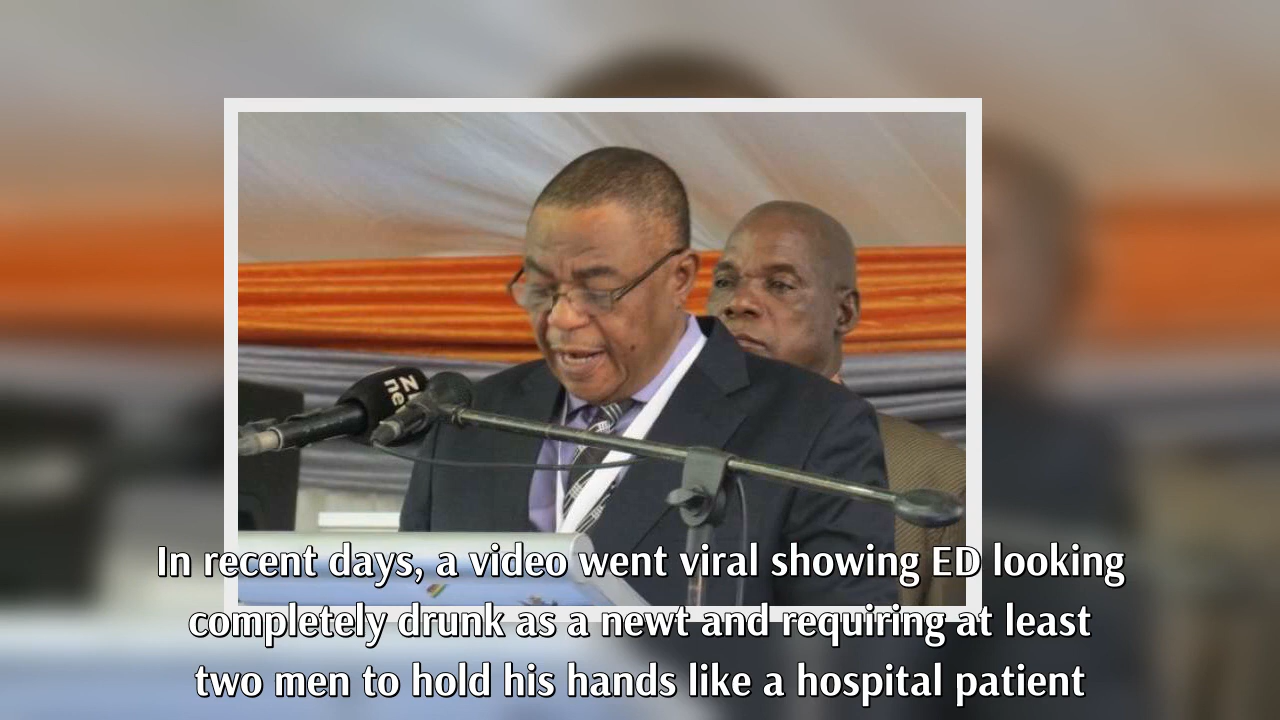 In recent days, a video went viral showing ED looking
completely drunk as a newt and requiring at least
two men to hold his hands like a hospital patient